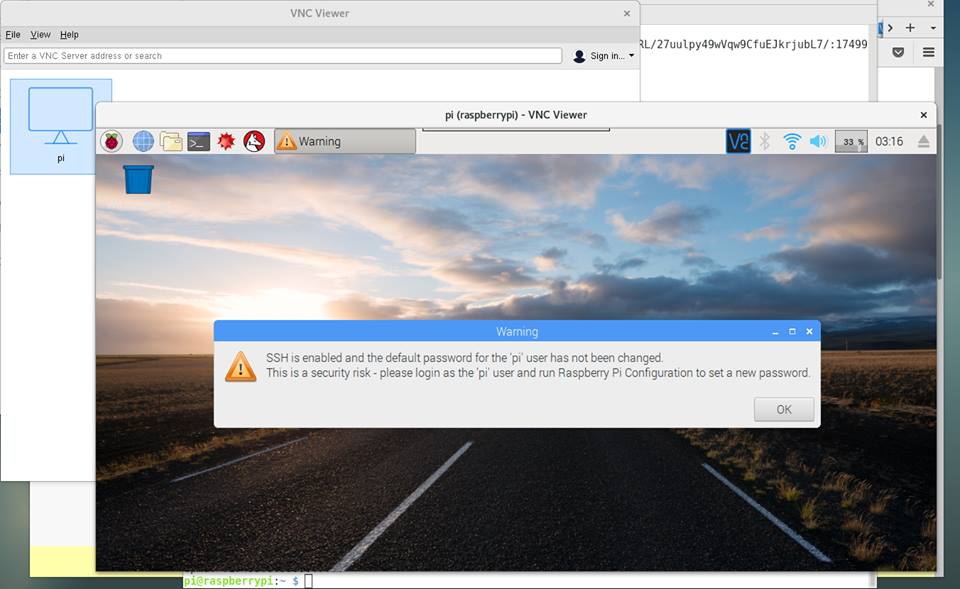 VNC Viewer
File View Help
Enter a VNC Server address or search
Sign in...
RL/27uulpy49wVqw9CfuEJkrjubL7/:17499
pi
pi (raspberrypi) - VNC Viewer
Warning
33 %
03:16
Warning
SSH is enabled and the default password for the 'pi' user has not been changed.
This is a security risk - please login as the 'pi' user and run Raspberry Pi Configuration to set a new password.
OK
pi@raspberrypi:~ $